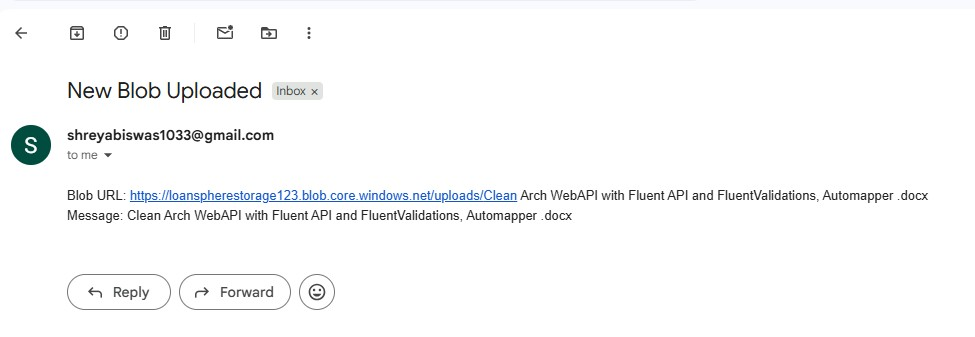 New Blob Uploaded Inbox ×
S
shreyabiswas1033@gmail.com
to me
Blob URL: https://loanspherestorage123.blob.core.windows.net/uploads/Clean Arch WebAPI with Fluent API and FluentValidations, Automapper .docx
Message: Clean Arch WebAPI with Fluent API and FluentValidations, Automapper .docx
Reply Forward